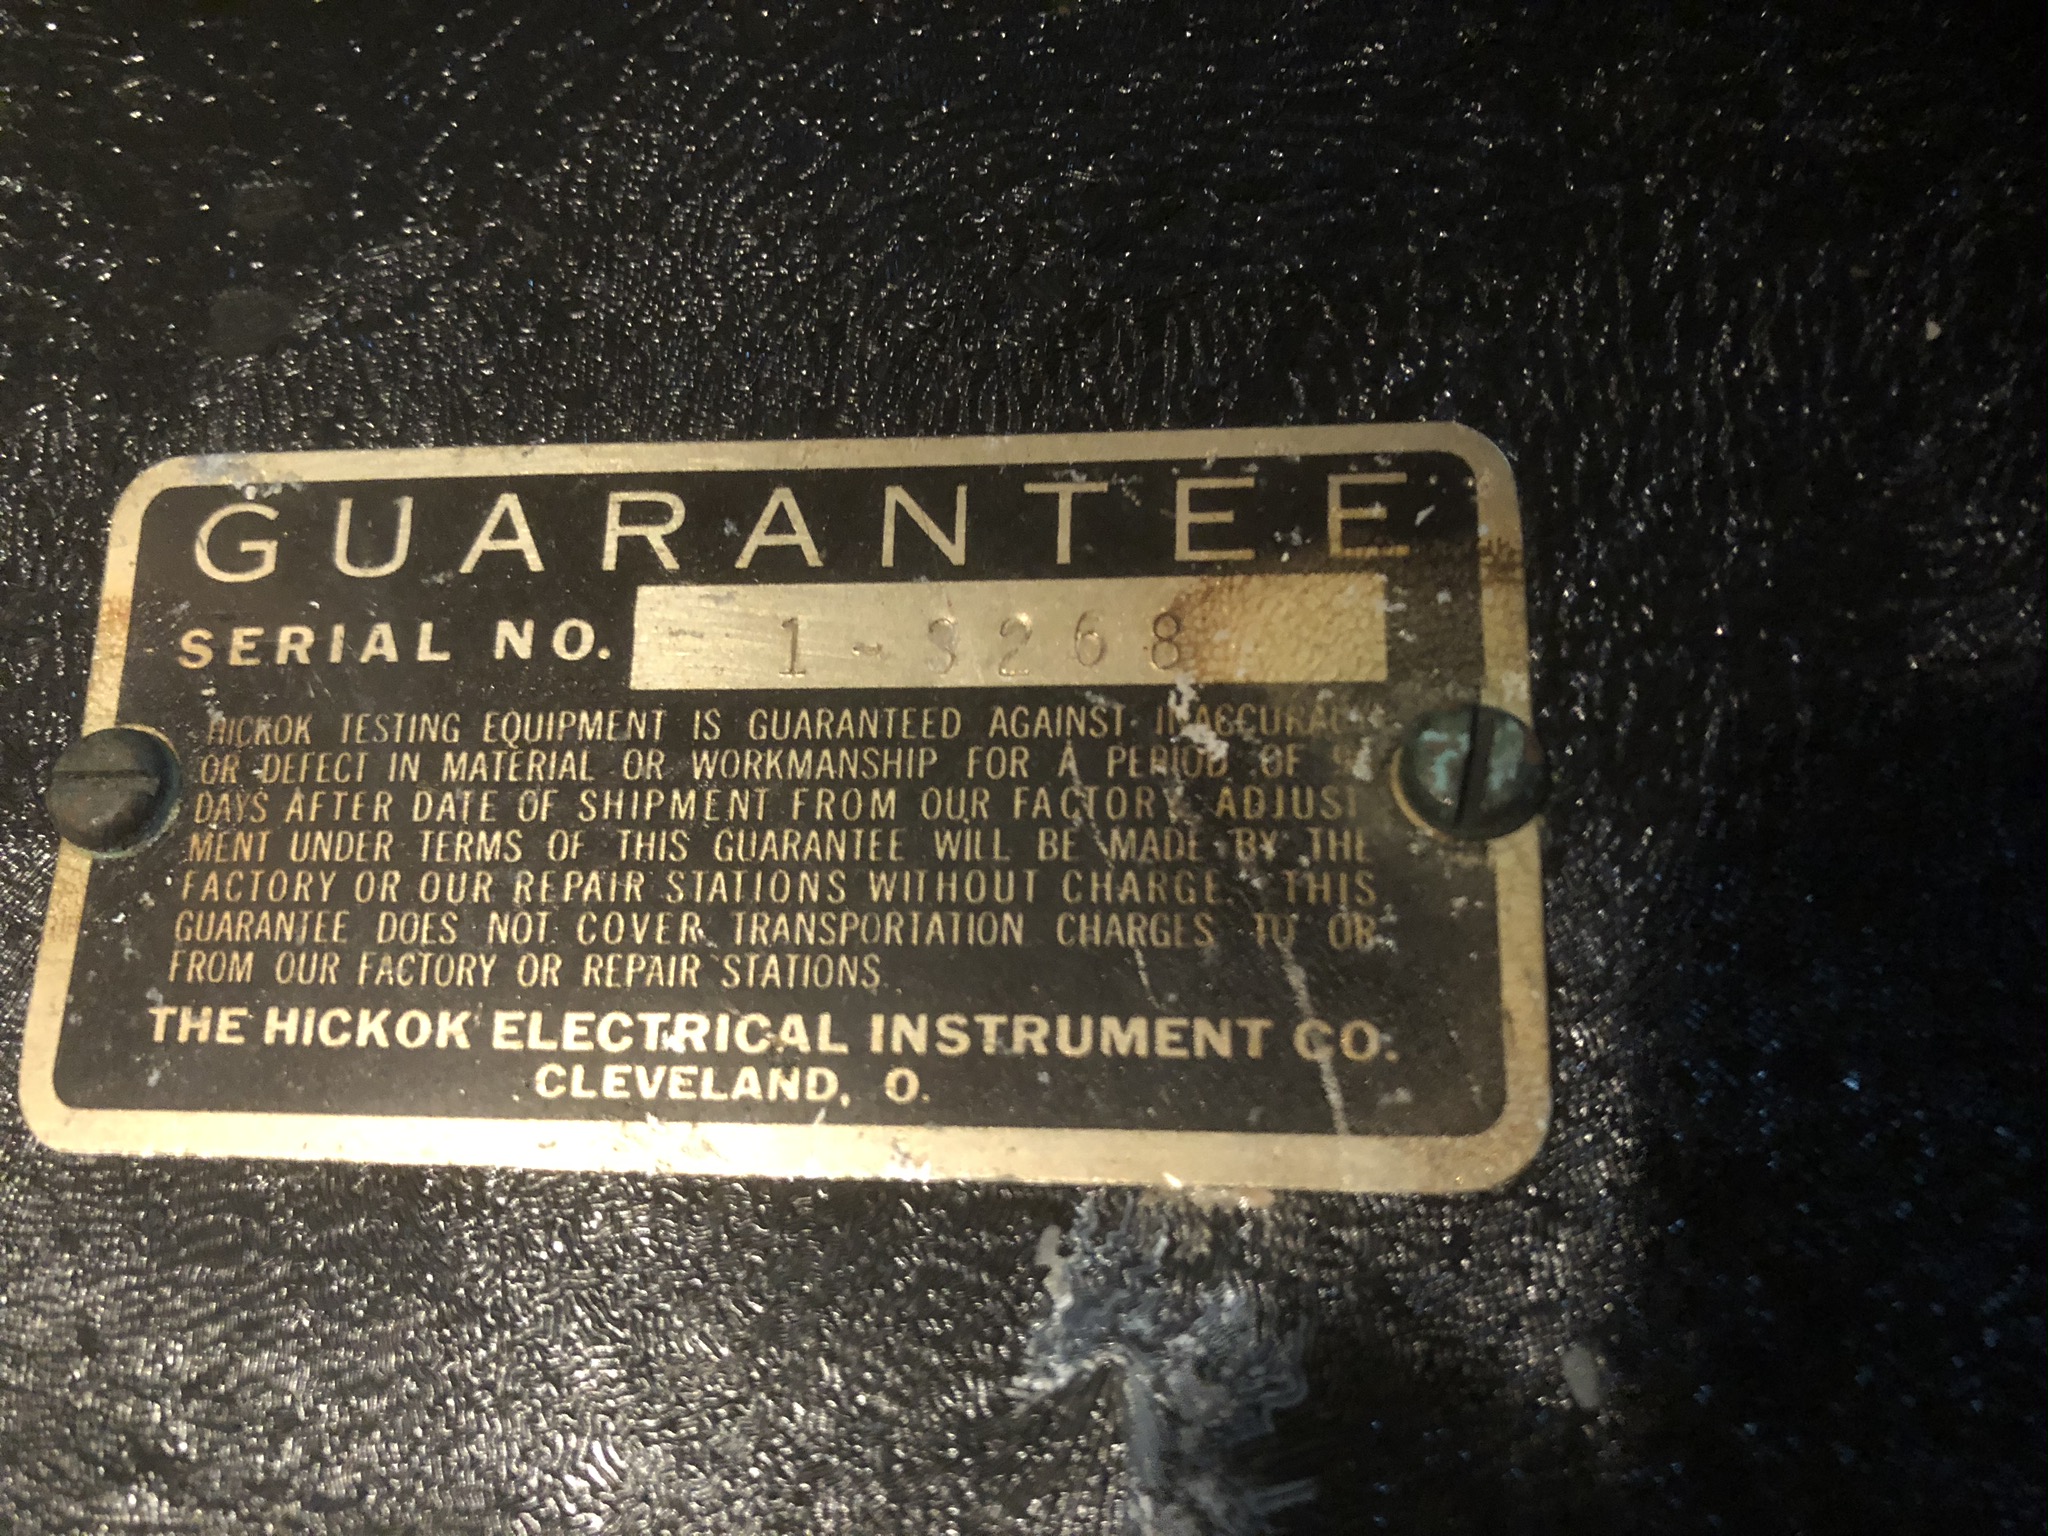 GUARANTEE
SERIAL NO. 1-3268
HICKOK TESTING EQUIPMENT IS GUARANTEED AGAINST INACCURACY
OR DEFECT IN MATERIAL OR WORKMANSHIP FOR A PERIOD OF
DAYS AFTER DATE OF SHIPMENT FROM OUR FACTORY. ADJUST
MENT UNDER TERMS OF THIS GUARANTEE WILL BE MADE BY THE
FACTORY OR OUR REPAIR STATIONS WITHOUT CHARGE. THIS
GUARANTEE DOES NOT COVER TRANSPORTATION CHARGES TO OR
FROM OUR FACTORY OR REPAIR STATIONS.
THE HICKOK ELECTRICAL INSTRUMENT CO.
CLEVELAND, O.